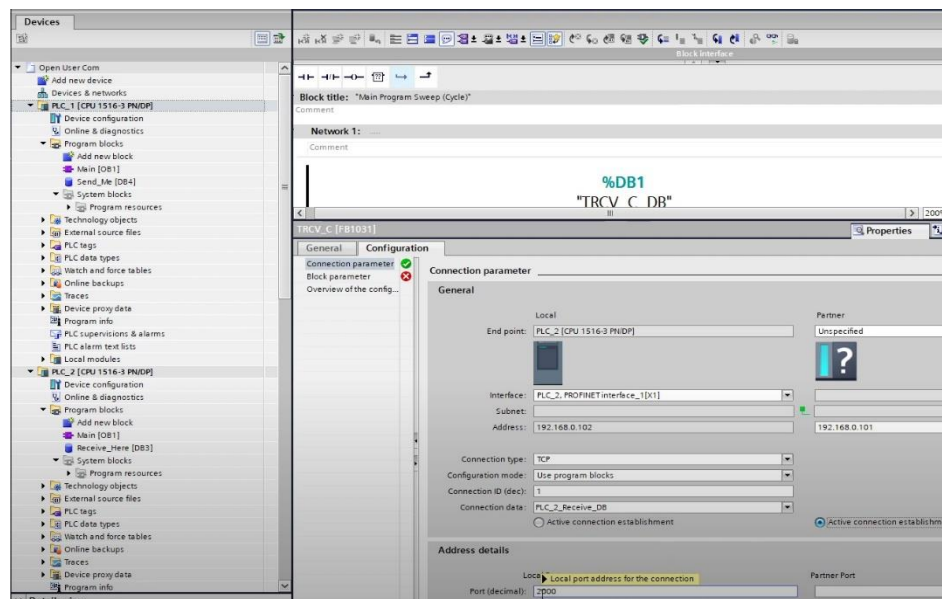 Devices
Block interface
Open User Com
Add new device
Devices & networks
PLC_1 [CPU 1516-3 PN/DP]
Device configuration
Online & diagnostics
Program blocks
Add new block
Main [OB1]
Send_Me [DB4]
System blocks
Program resources
Technology objects
External source files
PLC tags
PLC data types
Watch and force tables
Online backups
Traces
Device proxy data
Program info
PLC supervisions & alarms
PLC alarm text lists
Local modules
PLC_2 [CPU 1516-3 PN/DP]
Device configuration
Online & diagnostics
Program blocks
Add new block
Main [OB1]
Receive_Here [DB3]
System blocks
Program resources
Technology objects
External source files
PLC tags
PLC data types
Watch and force tables
Online backups
Traces
Device proxy data
Program info
Block title: "Main Program Sweep (Cycle)"
Comment
Network 1: ....
Comment
%DB1
"TRCV_C_DB"
200%
TRCV_C [FB1031]
Properties
General Configuration
Connection parameter
Block parameter
Overview of the config...
Connection parameter
General
Local Partner
End point: PLC_2 [CPU 1516-3 PN/DP] Unspecified
?
Interface: PLC_2, PROFINET interface_1[X1]
Subnet:
Address: 192.168.0.102 192.168.0.101
Connection type: TCP
Configuration mode: Use program blocks
Connection ID (dec): 1
Connection data: PLC_2_Receive_DB
Active connection establishment Active connection establishm
Address details
Local Port address for the connection Partner Port
Port (decimal): 2000